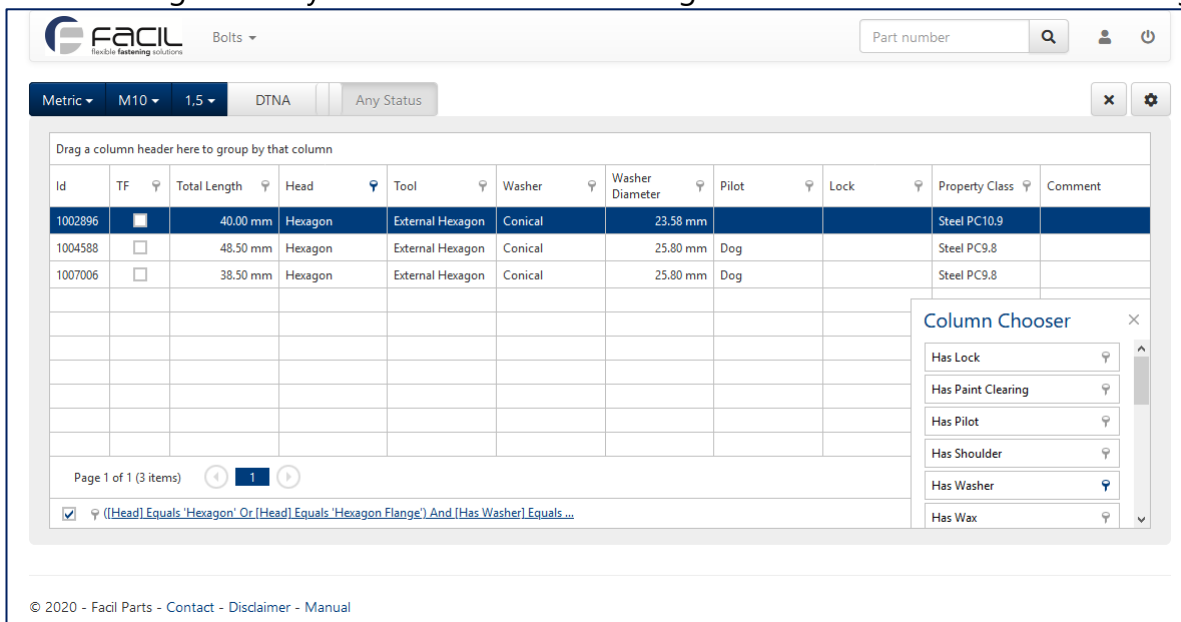 FACIL
flexible fastening solutions
Bolts
Part number
Metric M10 1,5 DTNA Any Status
Drag a column header here to group by that column
Id TF Total Length Head Tool Washer Washer Diameter Pilot Lock Property Class Comment
1002896 40.00 mm Hexagon External Hexagon Conical 23.58 mm Steel PC10.9
1004588 48.50 mm Hexagon External Hexagon Conical 25.80 mm Dog Steel PC9.8
1007006 38.50 mm Hexagon External Hexagon Conical 25.80 mm Dog Steel PC9.8
Column Chooser
Has Lock
Has Paint Clearing
Has Pilot
Has Shoulder
Has Washer
Has Wax
Page 1 of 1 (3 items) 1
([Head] Equals 'Hexagon' Or [Head] Equals 'Hexagon Flange') And [Has Washer] Equals ...
© 2020 - Facil Parts - Contact - Disclaimer - Manual